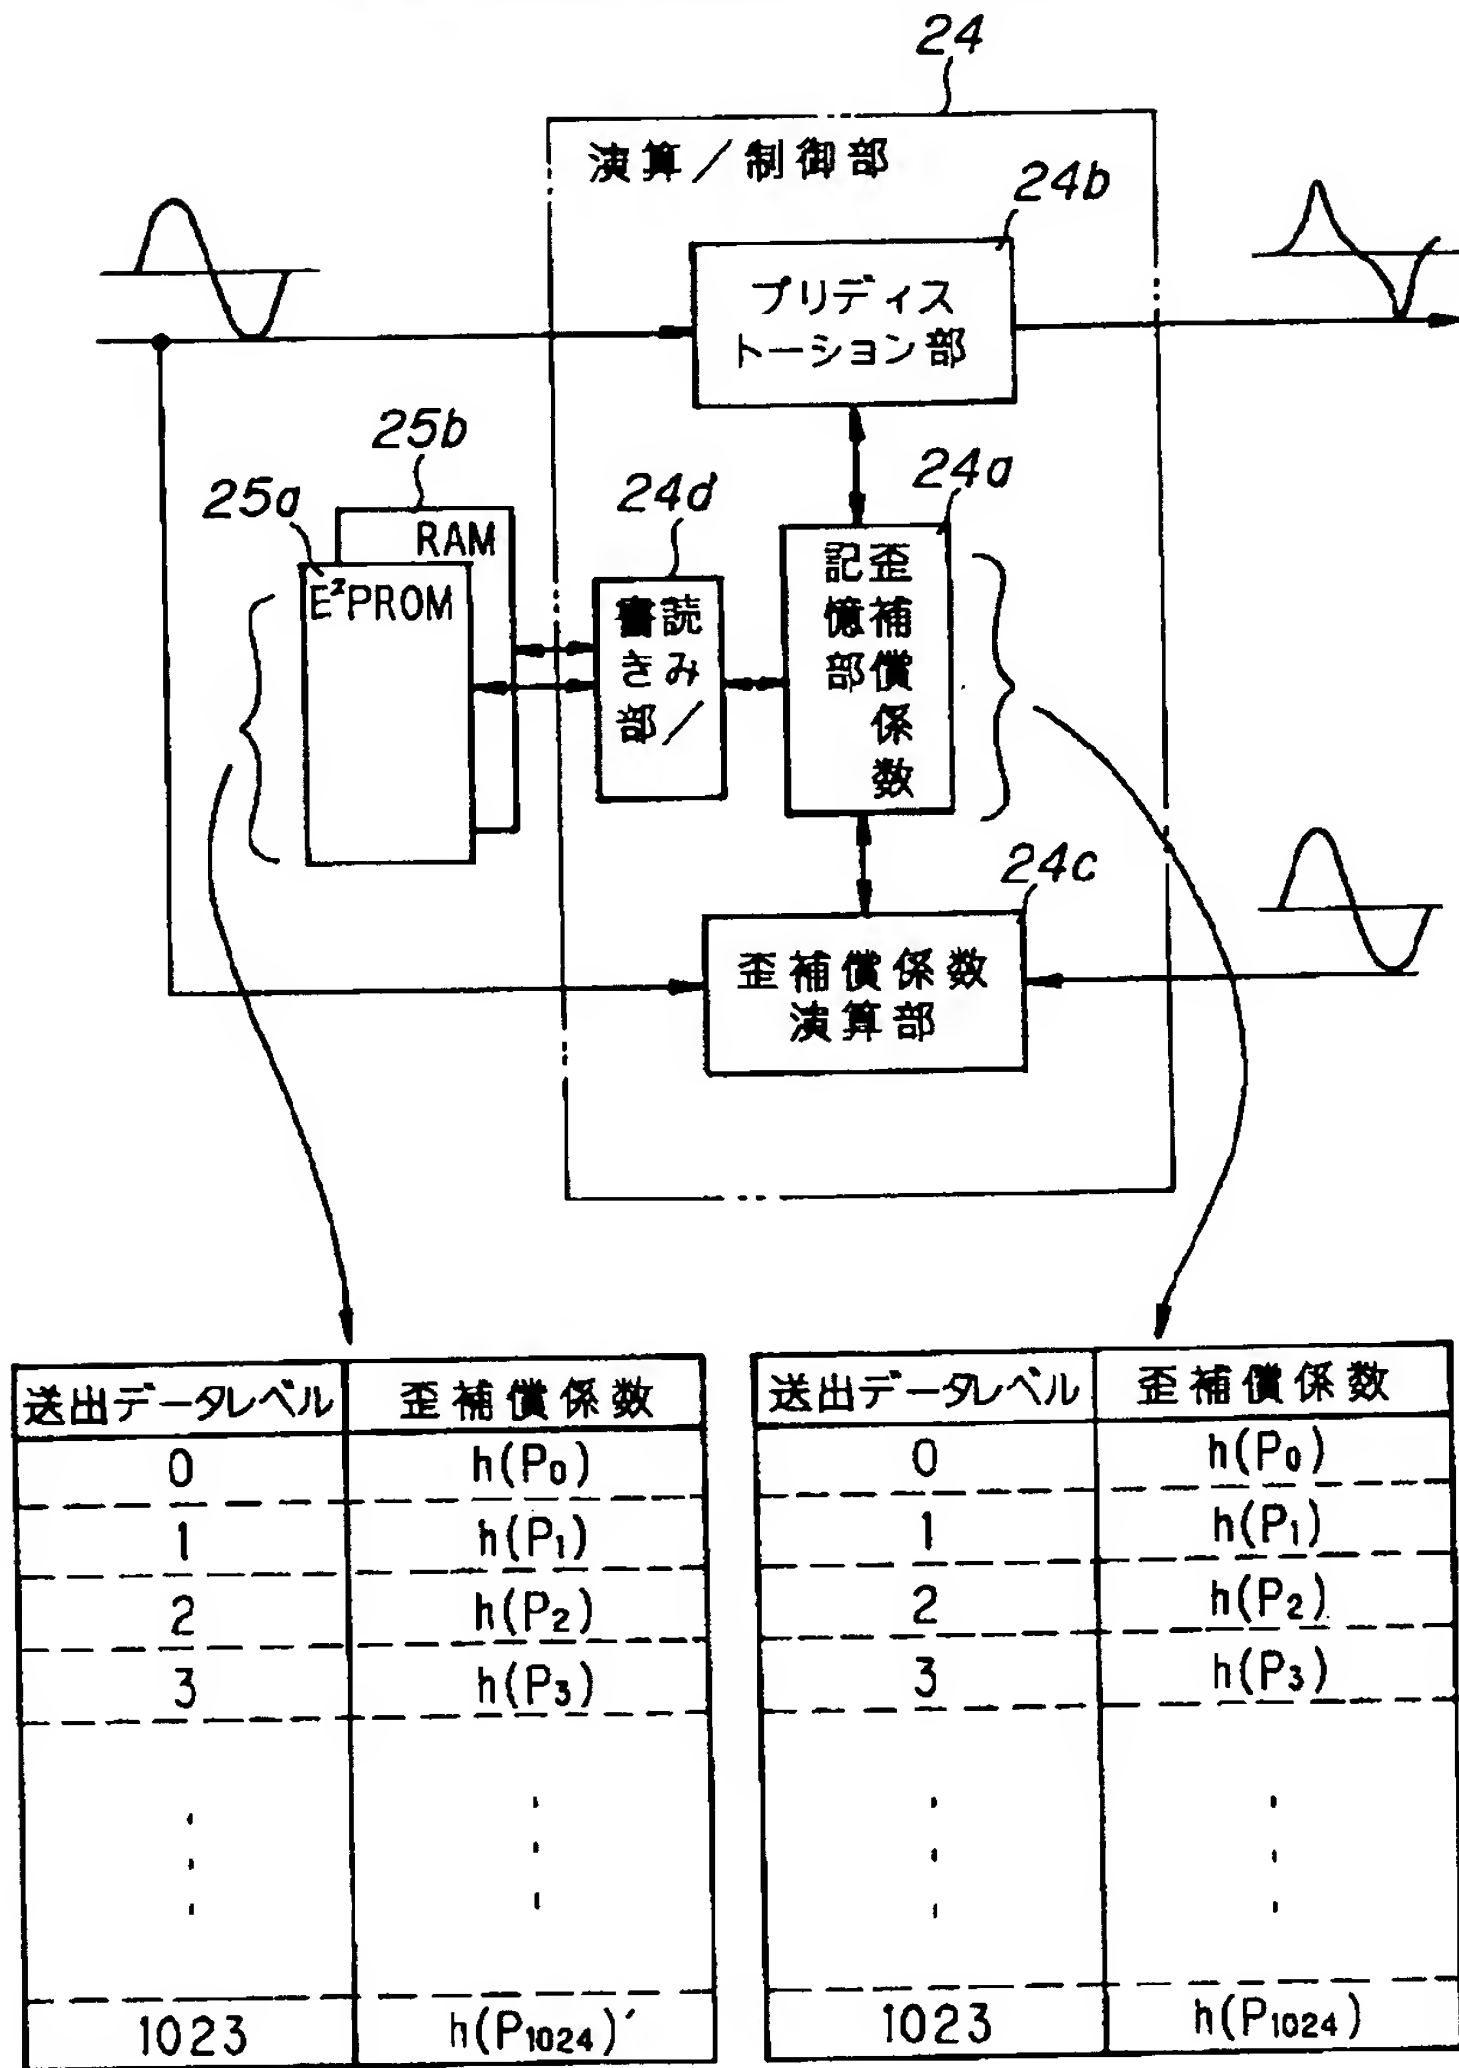 24
演算／制御部
24b
プリディス
トーション部
25b
25a
24d
24a
RAM
E²PROM
読み／
書き部
歪補償係数
記憶部
24c
歪補償係数
演算部
送出データレベル 歪補償係数
0 h(P₀)
1 h(P₁)
2 h(P₂)
3 h(P₃)
1023 h(P₁₀₂₄)′
送出データレベル 歪補償係数
0 h(P₀)
1 h(P₁)
2 h(P₂)
3 h(P₃)
1023 h(P₁₀₂₄)